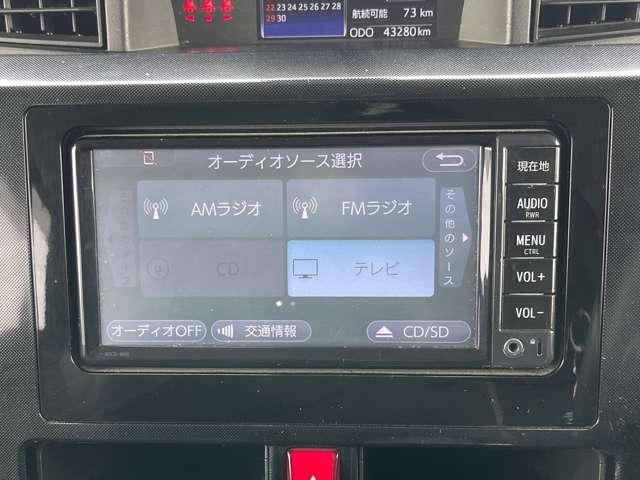 22 23 24 25 26 27 28
29 30
航続可能 73 km
ODO 43280 km
オーディオソース選択
AMラジオ
FMラジオ
その他のソース
CD
テレビ
オーディオOFF
交通情報
CD/SD
現在地
AUDIO
PWR
MENU
CTRL
VOL+
VOL-